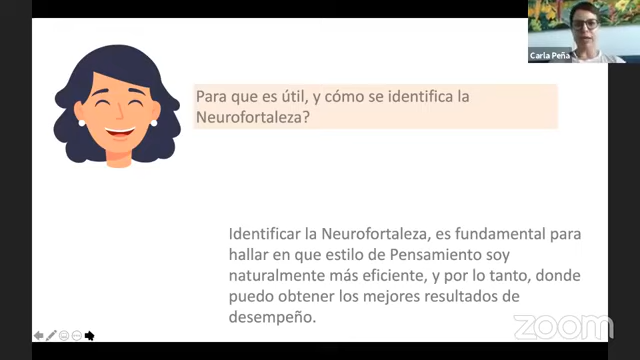 Carla Peña
Para que es útil, y cómo se identifica la
Neurofortaleza?
Identificar la Neurofortaleza, es fundamental para
hallar en que estilo de Pensamiento soy
naturalmente más eficiente, y por lo tanto, donde
puedo obtener los mejores resultados de
desempeño.
zoom